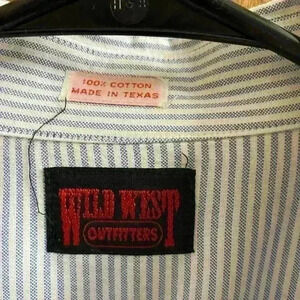 H&M
100% COTTON
MADE IN TEXAS
WILD WEST
OUTFITTERS